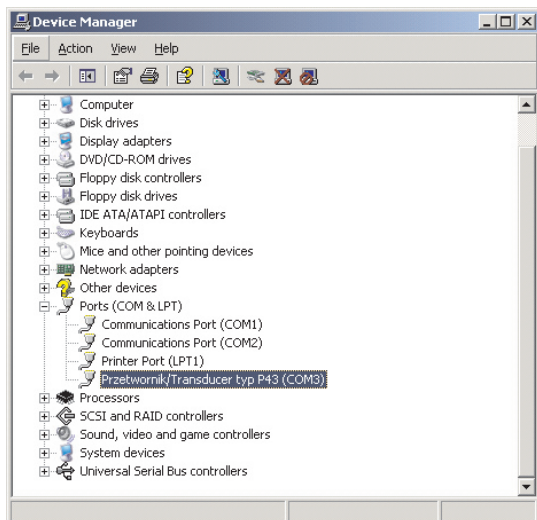 Device Manager
File Action View Help
Computer
Disk drives
Display adapters
DVD/CD-ROM drives
Floppy disk controllers
Floppy disk drives
IDE ATA/ATAPI controllers
Keyboards
Mice and other pointing devices
Network adapters
Other devices
Ports (COM & LPT)
Communications Port (COM1)
Communications Port (COM2)
Printer Port (LPT1)
Przetwornik/Transducer typ P43 (COM3)
Processors
SCSI and RAID controllers
Sound, video and game controllers
System devices
Universal Serial Bus controllers